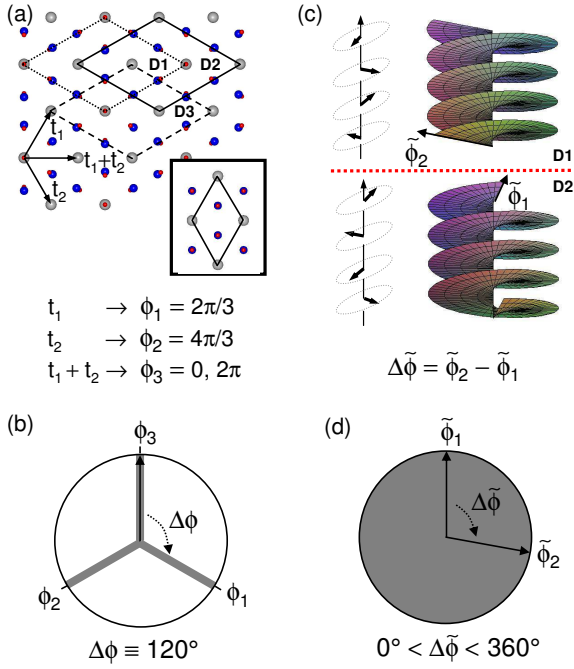 (a)
D1
D2
D3
t₁
t₁+t₂
t₂
t₁ → ϕ₁ = 2π/3
t₂ → ϕ₂ = 4π/3
t₁ + t₂ → ϕ₃ = 0, 2π
(b)
ϕ₃
Δϕ
ϕ₂
ϕ₁
Δϕ ≡ 120°
(c)
ϕ̃₂
D1
D2
ϕ̃₁
Δϕ̃ = ϕ̃₂ − ϕ̃₁
(d)
ϕ̃₁
Δϕ̃
ϕ̃₂
0° < Δϕ̃ < 360°